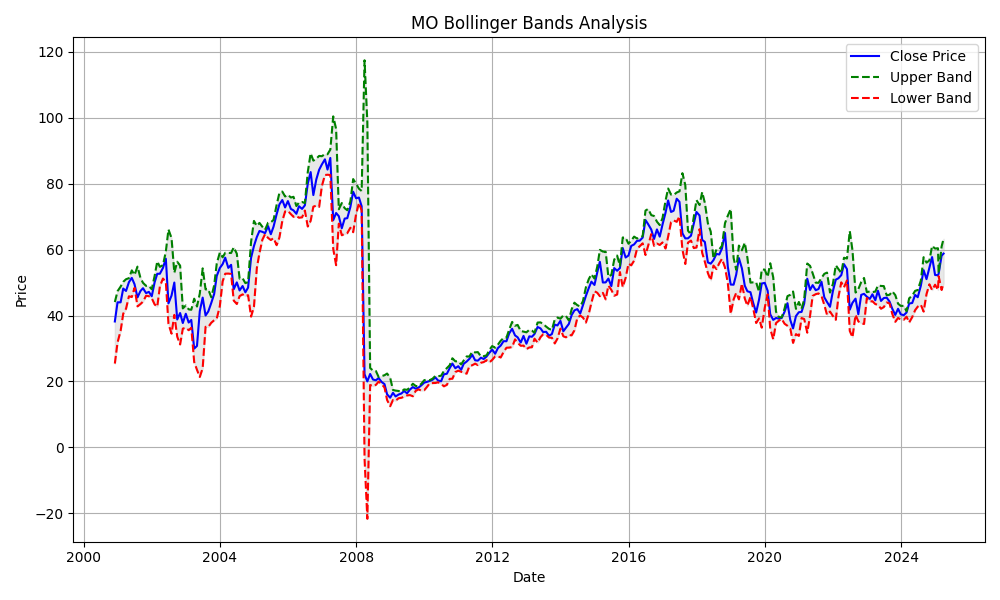 MO Bollinger Bands Analysis
Close Price
Upper Band
Lower Band
Price
120
100
80
60
40
20
0
−20
2000
2004
2008
2012
2016
2020
2024
Date